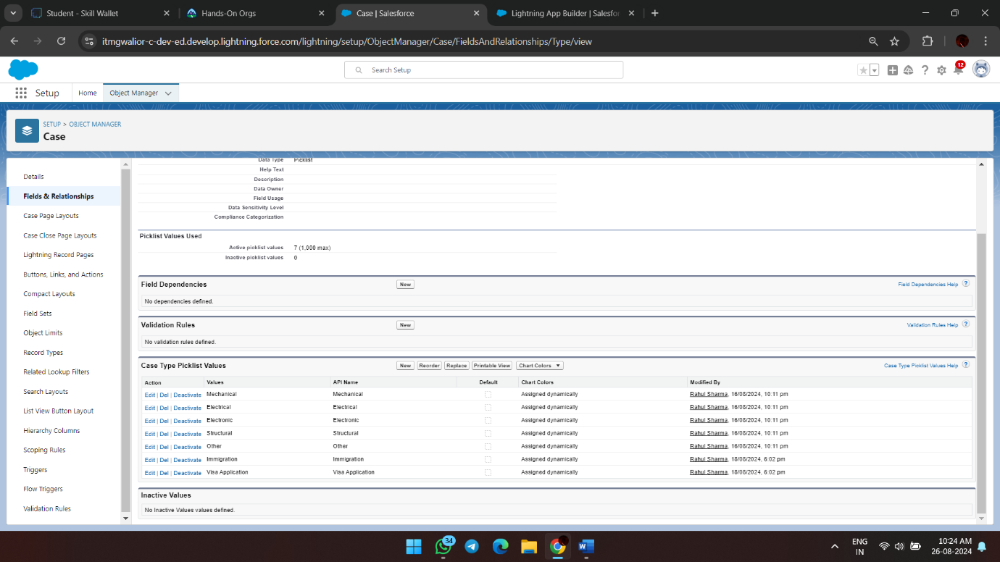 Student - Skill Wallet
Hands-On Orgs
Case | Salesforce
Lightning App Builder | Salesfor
itmgwalior-c-dev-ed.develop.lightning.force.com/lightning/setup/ObjectManager/Case/FieldsAndRelationships/Type/view
Search Setup
12
Setup
Home
Object Manager
SETUP > OBJECT MANAGER
Case
Details
Fields & Relationships
Case Page Layouts
Case Close Page Layouts
Lightning Record Pages
Buttons, Links, and Actions
Compact Layouts
Field Sets
Object Limits
Record Types
Related Lookup Filters
Search Layouts
List View Button Layout
Hierarchy Columns
Scoping Rules
Triggers
Flow Triggers
Validation Rules
Data Type Picklist
Help Text
Description
Data Owner
Field Usage
Data Sensitivity Level
Compliance Categorization
Picklist Values Used
Active picklist values 7 (1,000 max)
Inactive picklist values 0
Field Dependencies New Field Dependencies Help ?
No dependencies defined.
Validation Rules New Validation Rules Help ?
No validation rules defined.
Case Type Picklist Values New Reorder Replace Printable View Chart Colors ▼ Case Type Picklist Values Help ?
Action Values API Name Default Chart Colors Modified By
Edit | Del | Deactivate Mechanical Mechanical Assigned dynamically Rahul Sharma, 16/08/2024, 10:11 pm
Edit | Del | Deactivate Electrical Electrical Assigned dynamically Rahul Sharma, 16/08/2024, 10:11 pm
Edit | Del | Deactivate Electronic Electronic Assigned dynamically Rahul Sharma, 16/08/2024, 10:11 pm
Edit | Del | Deactivate Structural Structural Assigned dynamically Rahul Sharma, 16/08/2024, 10:11 pm
Edit | Del | Deactivate Other Other Assigned dynamically Rahul Sharma, 16/08/2024, 10:11 pm
Edit | Del | Deactivate Immigration Immigration Assigned dynamically Rahul Sharma, 18/08/2024, 6:02 pm
Edit | Del | Deactivate Visa Application Visa Application Assigned dynamically Rahul Sharma, 18/08/2024, 6:02 pm
Inactive Values
No Inactive Values values defined.
34
ENG
IN
10:24 AM
26-08-2024